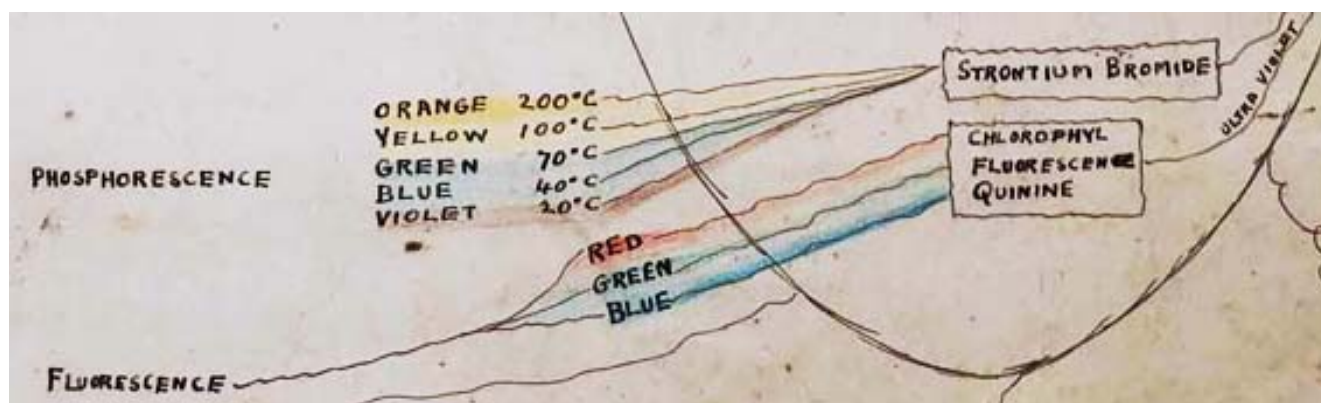 STRONTIUM BROMIDE
ULTRA VIOLET
ORANGE 200°C
YELLOW 100°C
GREEN 70°C
BLUE 40°C
VIOLET 20°C
PHOSPHORESCENCE
CHLOROPHYL
FLUORESCENCE
QUININE
RED
GREEN
BLUE
FLUORESCENCE